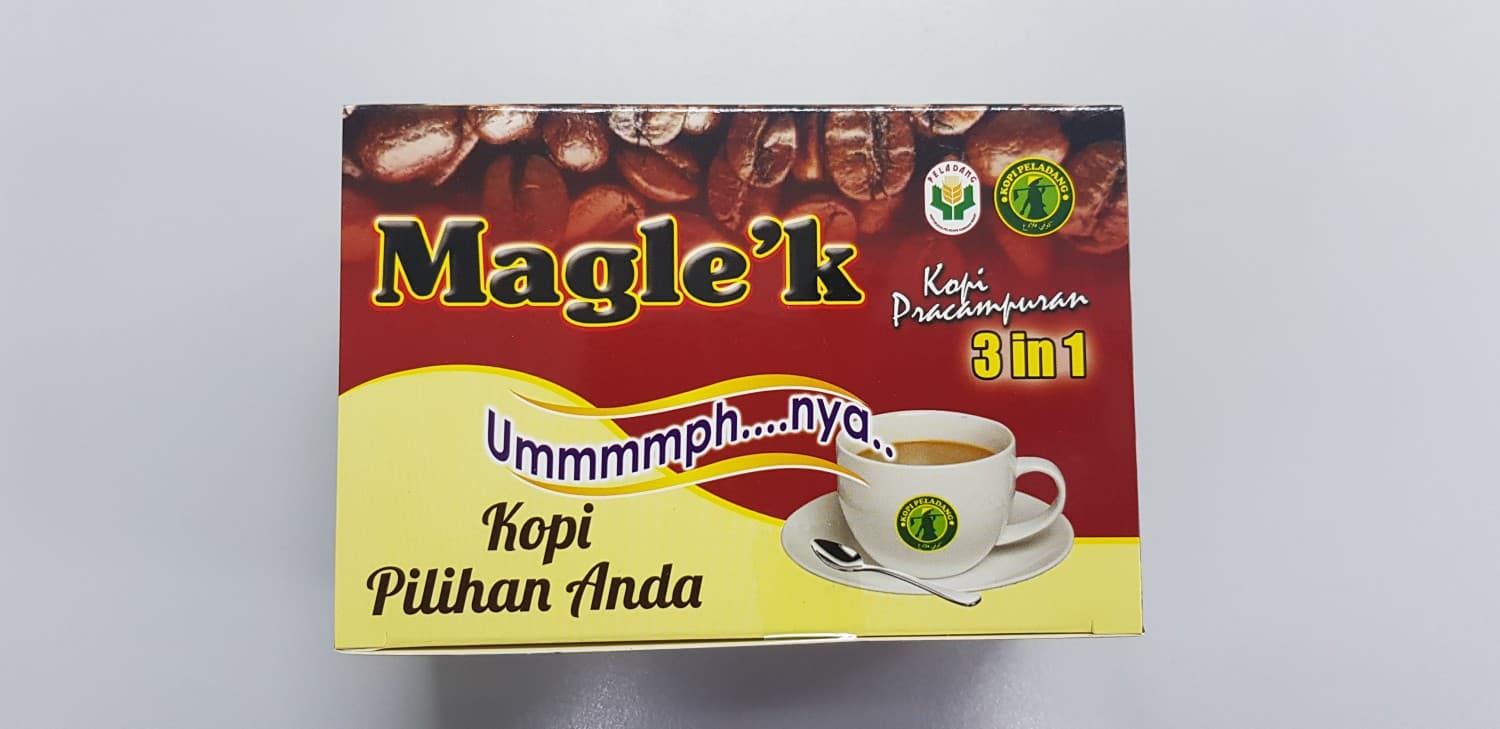 PELADANG
KOPI PELADANG
Magle'k
Kopi
Pracampuran
3 in 1
Ummmmph....nya..
KOPI PELADANG
Kopi
Pilihan Anda